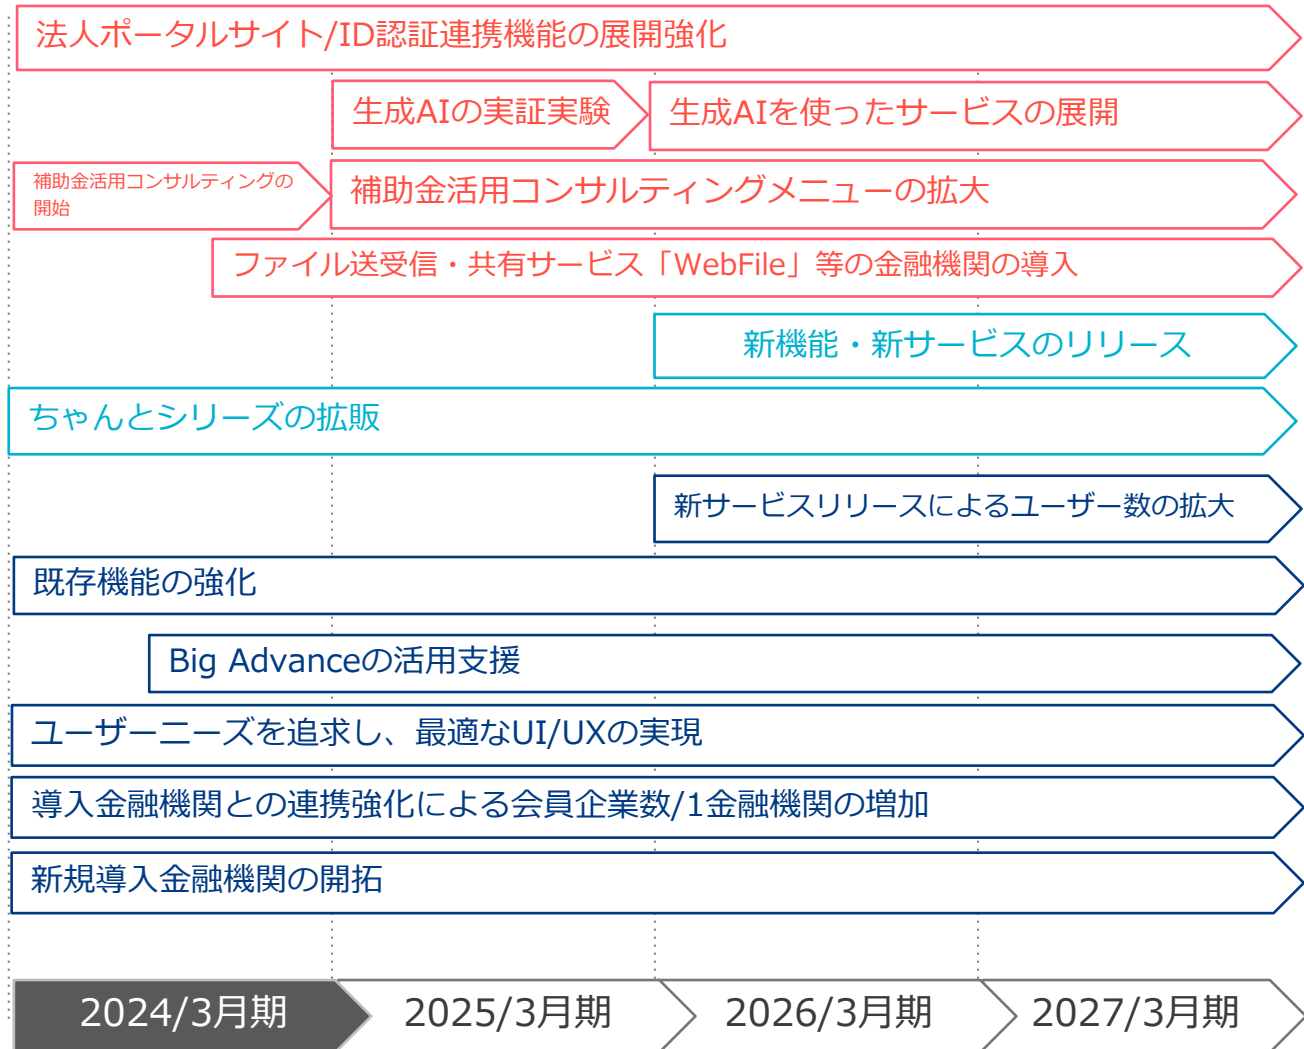 法人ポータルサイト/ID認証連携機能の展開強化
生成AIの実証実験
生成AIを使ったサービスの展開
補助金活用コンサルティングの
開始
補助金活用コンサルティングメニューの拡大
ファイル送受信・共有サービス「WebFile」等の金融機関の導入
新機能・新サービスのリリース
ちゃんとシリーズの拡販
新サービスリリースによるユーザー数の拡大
既存機能の強化
Big Advanceの活用支援
ユーザーニーズを追求し、最適なUI/UXの実現
導入金融機関との連携強化による会員企業数/1金融機関の増加
新規導入金融機関の開拓
2024/3月期
2025/3月期
2026/3月期
2027/3月期